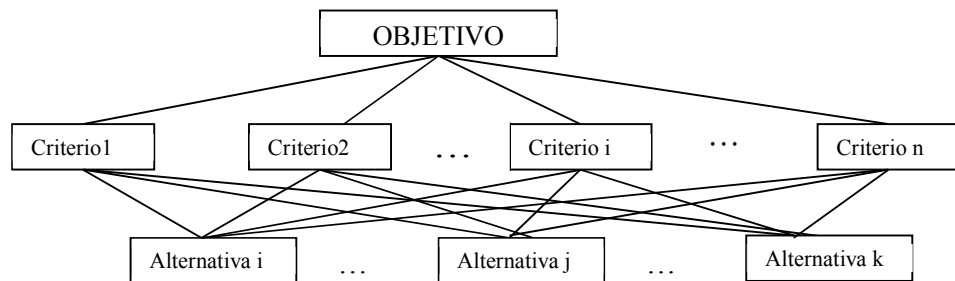 OBJETIVO
Criterio1 Criterio2 ... Criterio i ... Criterio n
Alternativa i ... Alternativa j ... Alternativa k